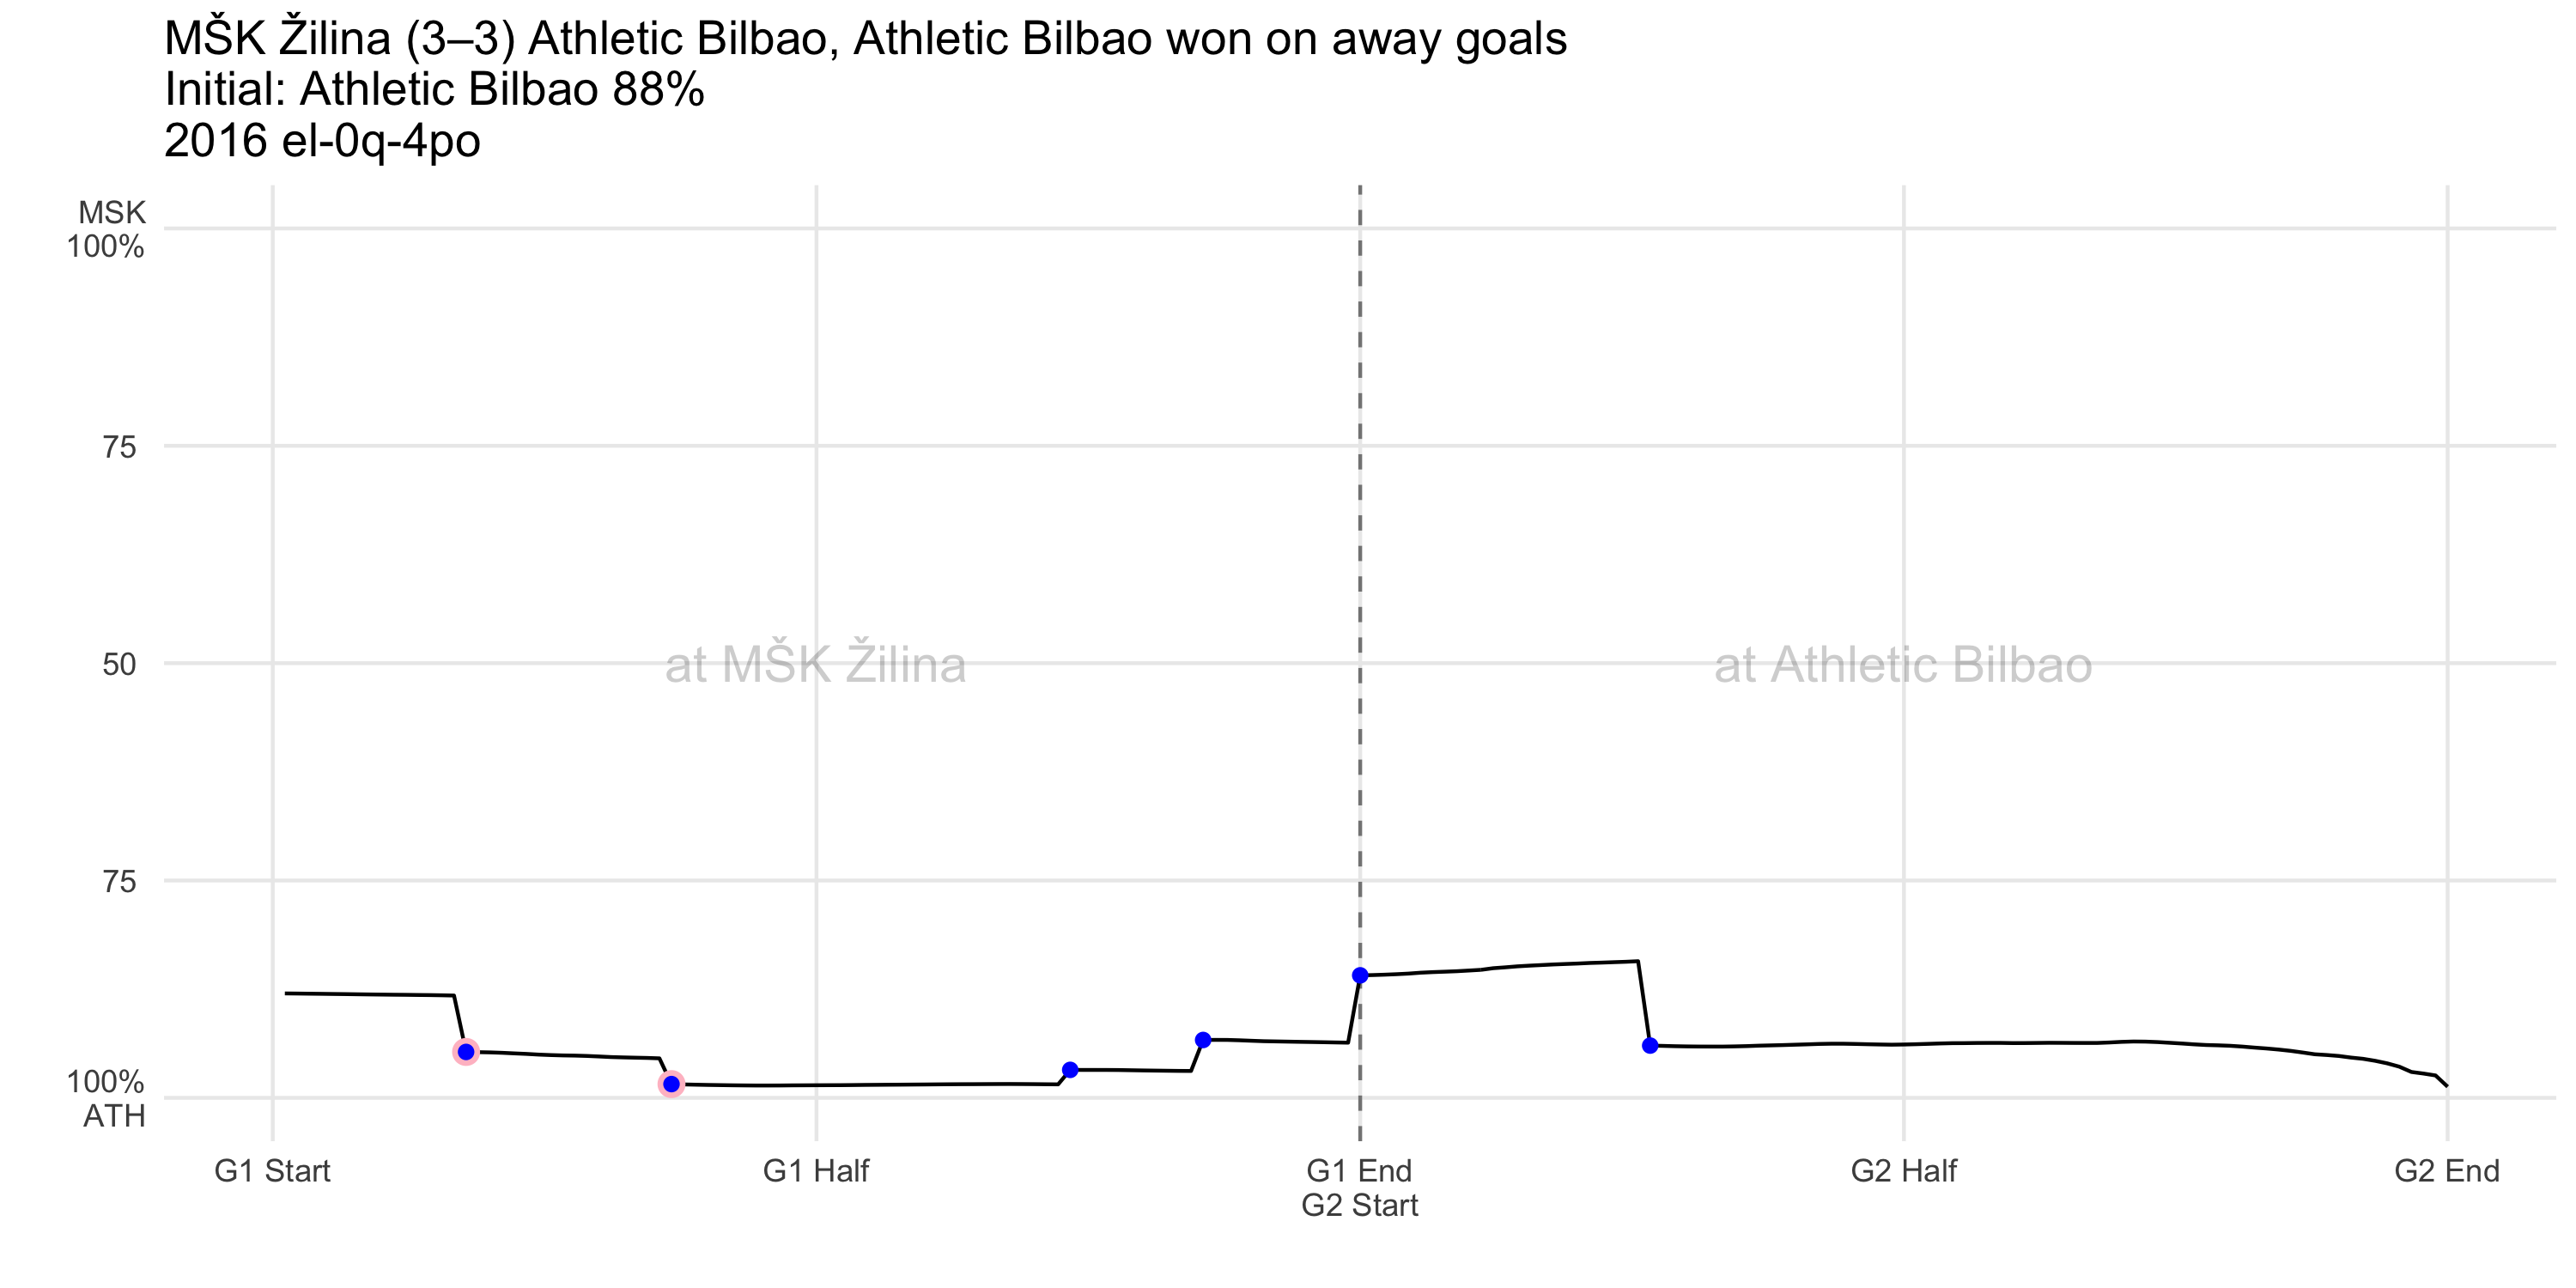 MŠK Žilina (3–3) Athletic Bilbao, Athletic Bilbao won on away goals
Initial: Athletic Bilbao 88%
2016 el-0q-4po
MSK
100%
75
50
75
100%
ATH
at MŠK Žilina
at Athletic Bilbao
G1 Start
G1 Half
G1 End
G2 Start
G2 Half
G2 End